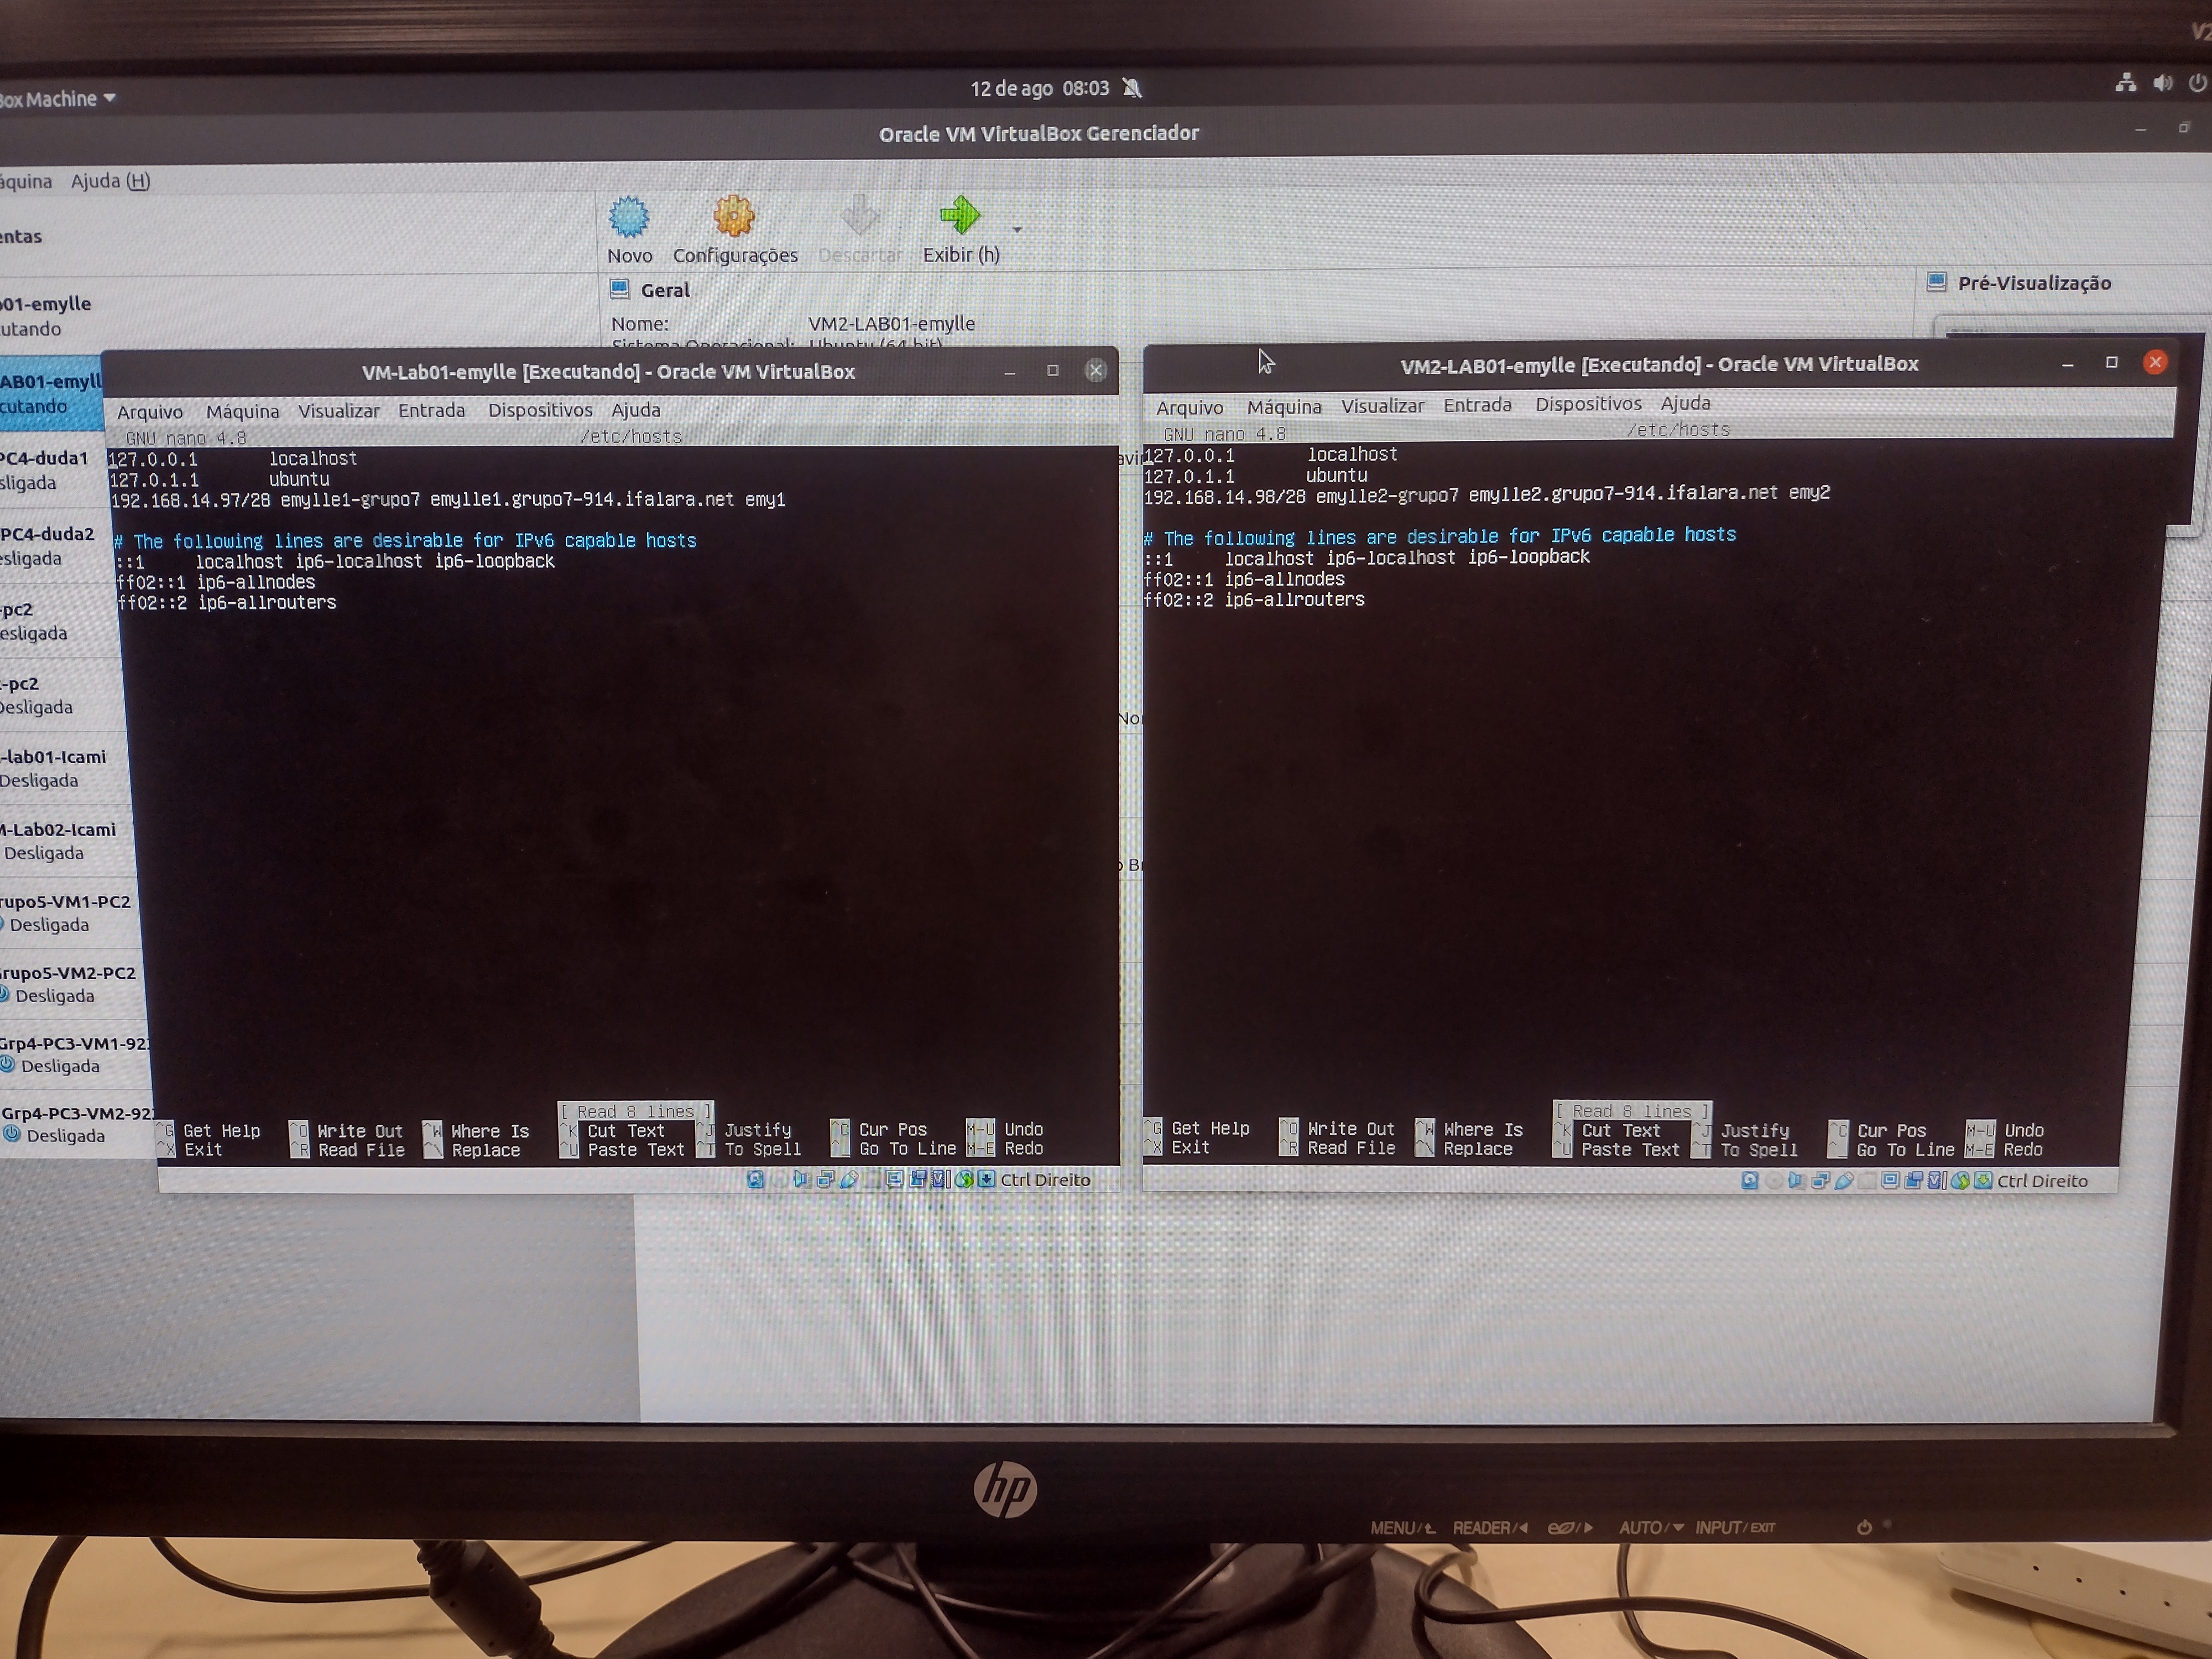 V2
Box Machine
12 de ago 08:03
Oracle VM VirtualBox Gerenciador
Ajuda (H)
Novo
Configurações
Descartar
Exibir (h)
Geral
Pré-Visualização
Nome: VM2-LAB01-emylle
Sistema Operacional: Ubuntu (64-bit)
01-emylle
utando
AB01-emyll
cutando
PC4-duda1
sligada
PC4-duda2
esligada
-pc2
esligada
-pc2
Desligada
-lab01-Icami
Desligada
M-Lab02-Icami
Desligada
rupo5-VM1-PC2
Desligada
Grupo5-VM2-PC2
Desligada
Grp4-PC3-VM1-92
Desligada
Grp4-PC3-VM2-92
Desligada
VM-Lab01-emylle [Executando] - Oracle VM VirtualBox
Arquivo Máquina Visualizar Entrada Dispositivos Ajuda
GNU nano 4.8 /etc/hosts
127.0.0.1 localhost
127.0.1.1 ubuntu
192.168.14.97/28 emylle1-grupo7 emylle1.grupo7-914.ifalara.net emy1
# The following lines are desirable for IPv6 capable hosts
::1 localhost ip6-localhost ip6-loopback
ff02::1 ip6-allnodes
ff02::2 ip6-allrouters
[ Read 8 lines ]
^G Get Help ^O Write Out ^W Where Is ^K Cut Text ^J Justify ^C Cur Pos M-U Undo
^X Exit ^R Read File ^\ Replace ^U Paste Text ^T To Spell ^_ Go To Line M-E Redo
Ctrl Direito
VM2-LAB01-emylle [Executando] - Oracle VM VirtualBox
Arquivo Máquina Visualizar Entrada Dispositivos Ajuda
GNU nano 4.8 /etc/hosts
127.0.0.1 localhost
127.0.1.1 ubuntu
192.168.14.98/28 emylle2-grupo7 emylle2.grupo7-914.ifalara.net emy2
# The following lines are desirable for IPv6 capable hosts
::1 localhost ip6-localhost ip6-loopback
ff02::1 ip6-allnodes
ff02::2 ip6-allrouters
[ Read 8 lines ]
^G Get Help ^O Write Out ^W Where Is ^K Cut Text ^J Justify ^C Cur Pos M-U Undo
^X Exit ^R Read File ^\ Replace ^U Paste Text ^T To Spell ^_ Go To Line M-E Redo
Ctrl Direito
hp
MENU/ READER/ AUTO/ INPUT/EXIT